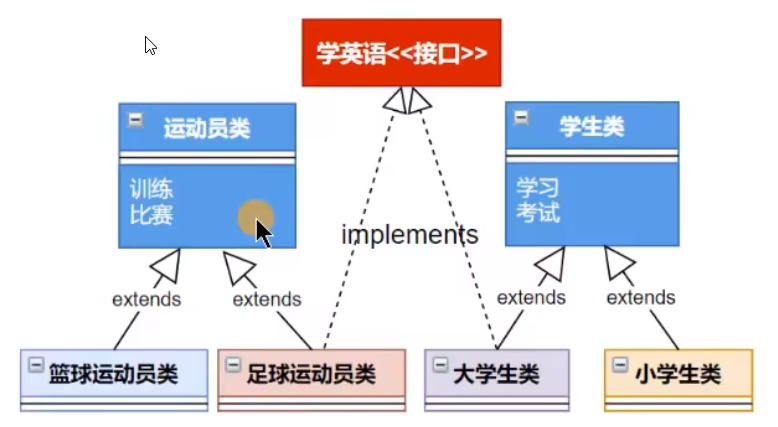 学英语<<接口>>
运动员类
训练
比赛
学生类
学习
考试
implements
extends
extends
extends
extends
篮球运动员类
足球运动员类
大学生类
小学生类